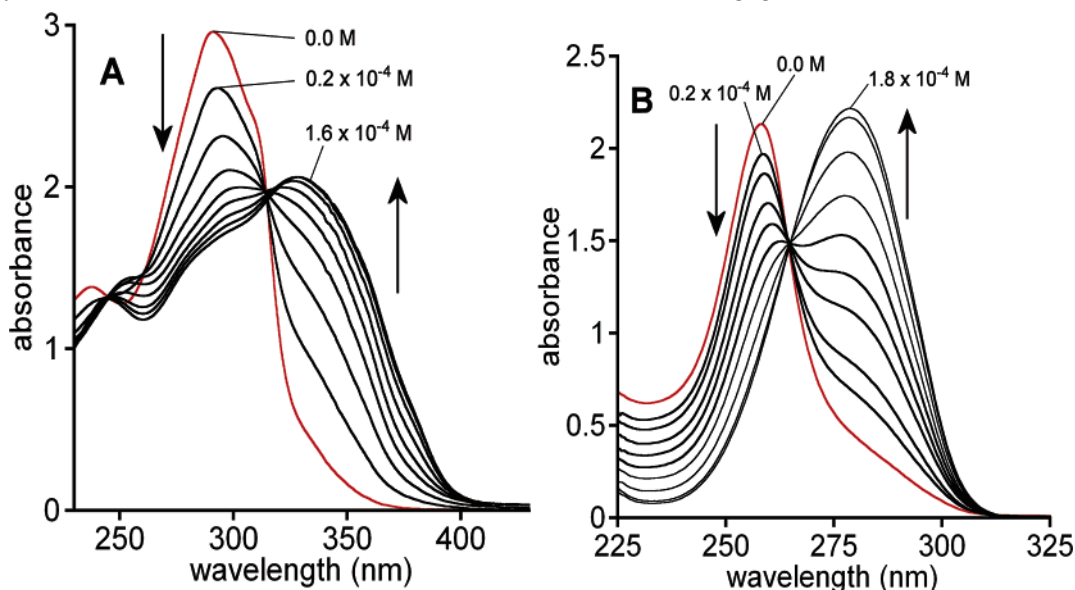 A
0.0 M
0.2 x 10⁻⁴ M
1.6 x 10⁻⁴ M
3
2
1
0
absorbance
250 300 350 400
wavelength (nm)
B
0.0 M
0.2 x 10⁻⁴ M
1.8 x 10⁻⁴ M
2.5
2
1.5
1
0.5
0
absorbance
225 250 275 300 325
wavelength (nm)